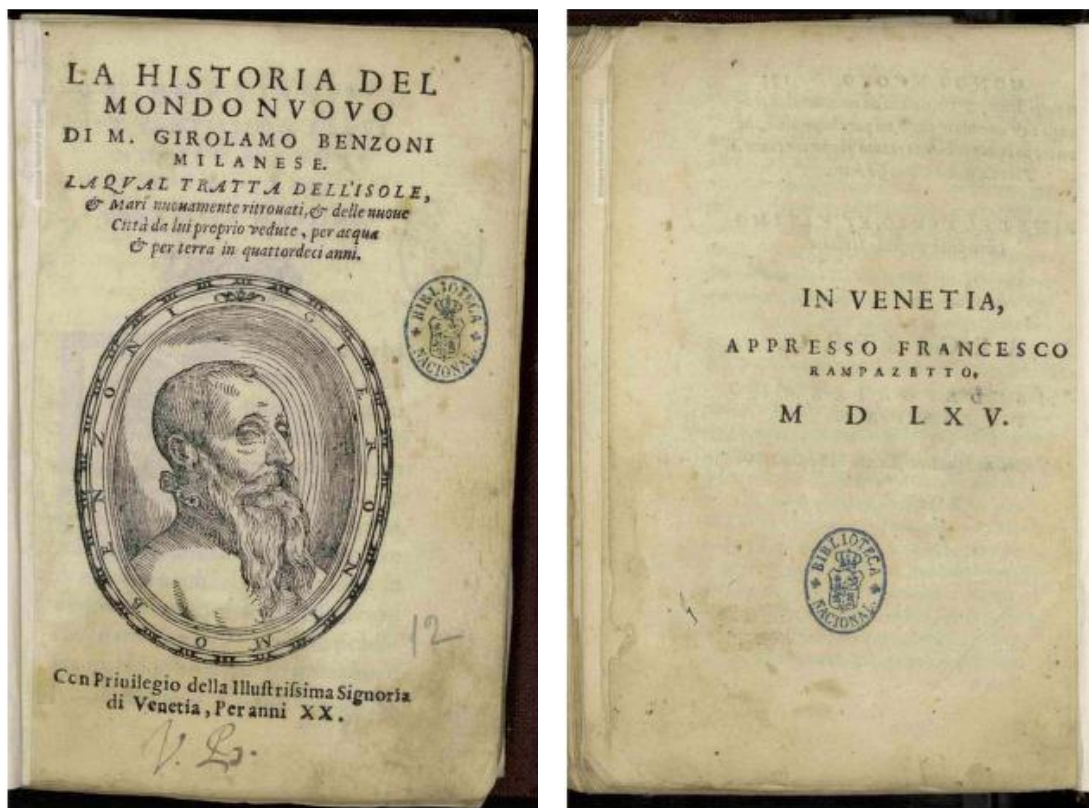 LA HISTORIA DEL
MONDO NVOVO
DI M. GIROLAMO BENZONI
MILANESE.
LAQVAL TRATTA DELL'ISOLE,
& Mari nuouamente ritrouati, & delle nuoue
Città da lui proprio vedute, per acqua
& per terra in quattordeci anni.
BIBLIOTECA
NACIONAL
12
Con Priuilegio della Illustrissima Signoria
di Venetia, Per anni XX.
IN VENETIA,
APPRESSO FRANCESCO
RAMPAZETTO,
M D LXV.
BIBLIOTECA
NACIONAL